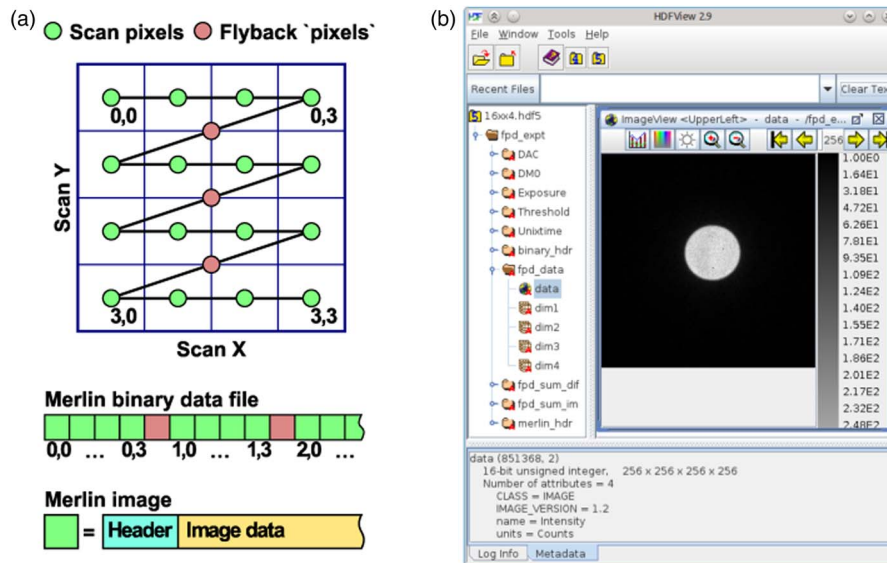 (a)
Scan pixels Flyback `pixels`
0,0 0,3
Scan Y
3,0 3,3
Scan X
Merlin binary data file
0,0 ... 0,3 1,0 ... 1,3 2,0 ...
Merlin image
= Header Image data
(b)
HDFView 2.9
File Window Tools Help
Recent Files Clear Tex
16xx4.hdf5
fpd_expt
DAC
DM0
Exposure
Threshold
Unixtime
binary_hdr
fpd_data
data
dim1
dim2
dim3
dim4
fpd_sum_dif
fpd_sum_im
merlin_hdr
ImageView <UpperLeft> - data - /fpd_e...
256
1.00E0
1.64E1
3.18E1
4.72E1
6.26E1
7.81E1
9.35E1
1.09E2
1.24E2
1.40E2
1.55E2
1.71E2
1.86E2
2.01E2
2.17E2
2.32E2
2.48E2
data (851368, 2)
16-bit unsigned integer, 256 x 256 x 256 x 256
Number of attributes = 4
CLASS = IMAGE
IMAGE_VERSION = 1.2
name = Intensity
units = Counts
Log Info Metadata